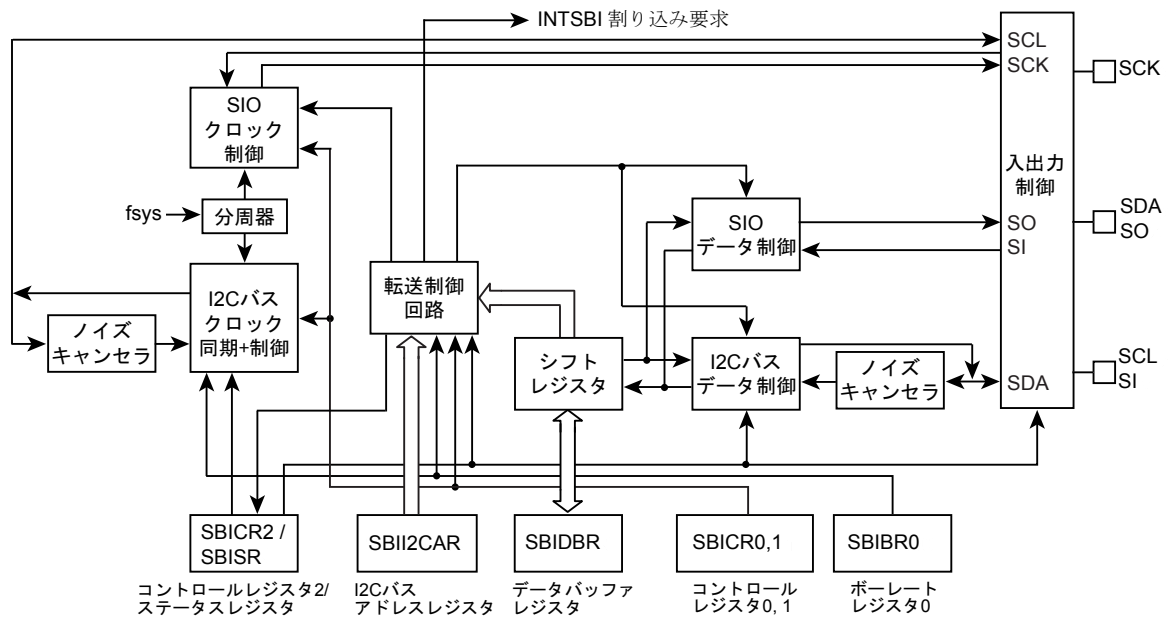 INTSBI 割り込み要求
SCL
SCK
SCK
SIO
クロック
制御
入出力
制御
fsys
分周器
SIO
データ制御
SO
SI
SDA
SO
I2Cバス
クロック
同期+制御
転送制御
回路
ノイズ
キャンセラ
シフト
レジスタ
I2Cバス
データ制御
ノイズ
キャンセラ
SDA
SCL
SI
SBICR2 /
SBISR
SBII2CAR
SBIDBR
SBICR0,1
SBIBR0
コントロールレジスタ2/
ステータスレジスタ
I2Cバス
アドレスレジスタ
データバッファ
レジスタ
コントロール
レジスタ0, 1
ボーレート
レジスタ0